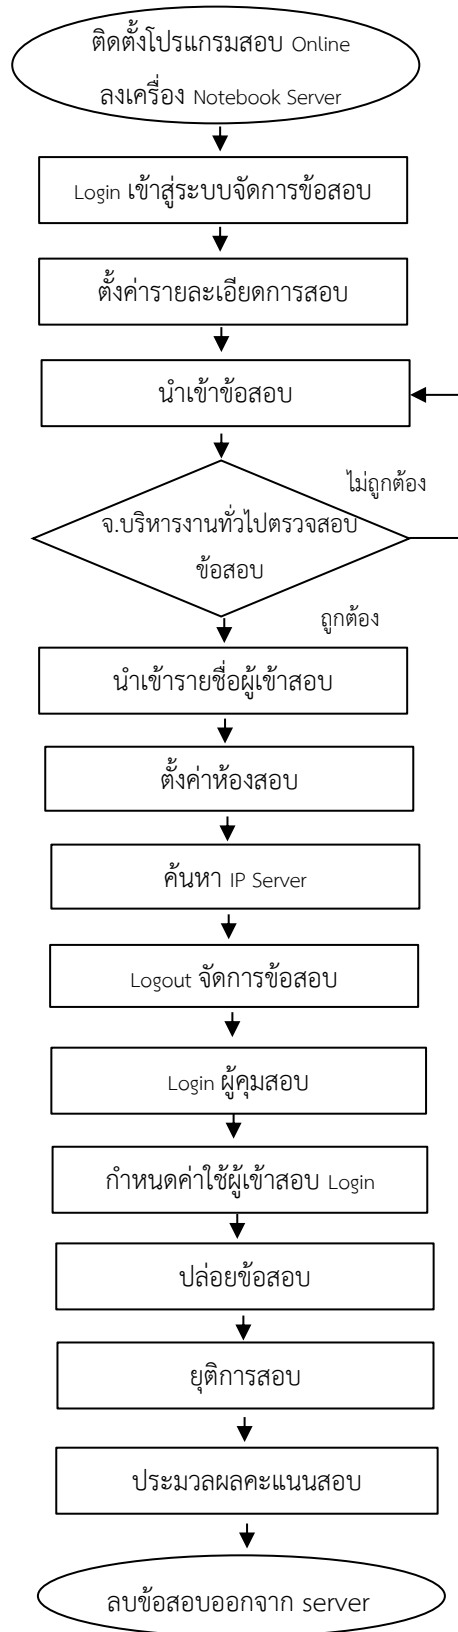 ติดตั้งโปรแกรมสอบ Online
ลงเครื่อง Notebook Server
Login เข้าสู่ระบบจัดการข้อสอบ
ตั้งค่ารายละเอียดการสอบ
นำเข้าข้อสอบ
ไม่ถูกต้อง
จ.บริหารงานทั่วไปตรวจสอบ
ข้อสอบ
ถูกต้อง
นำเข้ารายชื่อผู้เข้าสอบ
ตั้งค่าห้องสอบ
ค้นหา IP Server
Logout จัดการข้อสอบ
Login ผู้คุมสอบ
กำหนดค่าใช้ผู้เข้าสอบ Login
ปล่อยข้อสอบ
ยุติการสอบ
ประมวลผลคะแนนสอบ
ลบข้อสอบออกจาก server